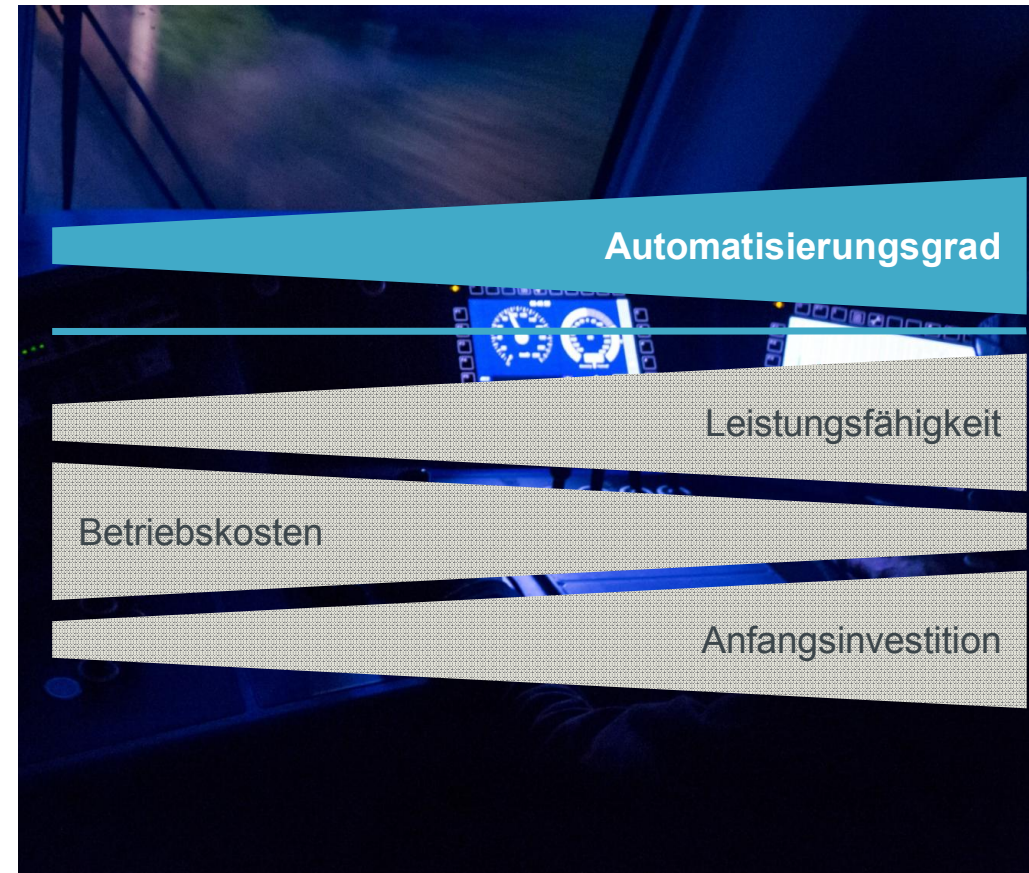 Automatisierungsgrad
Leistungsfähigkeit
Betriebskosten
Anfangsinvestition